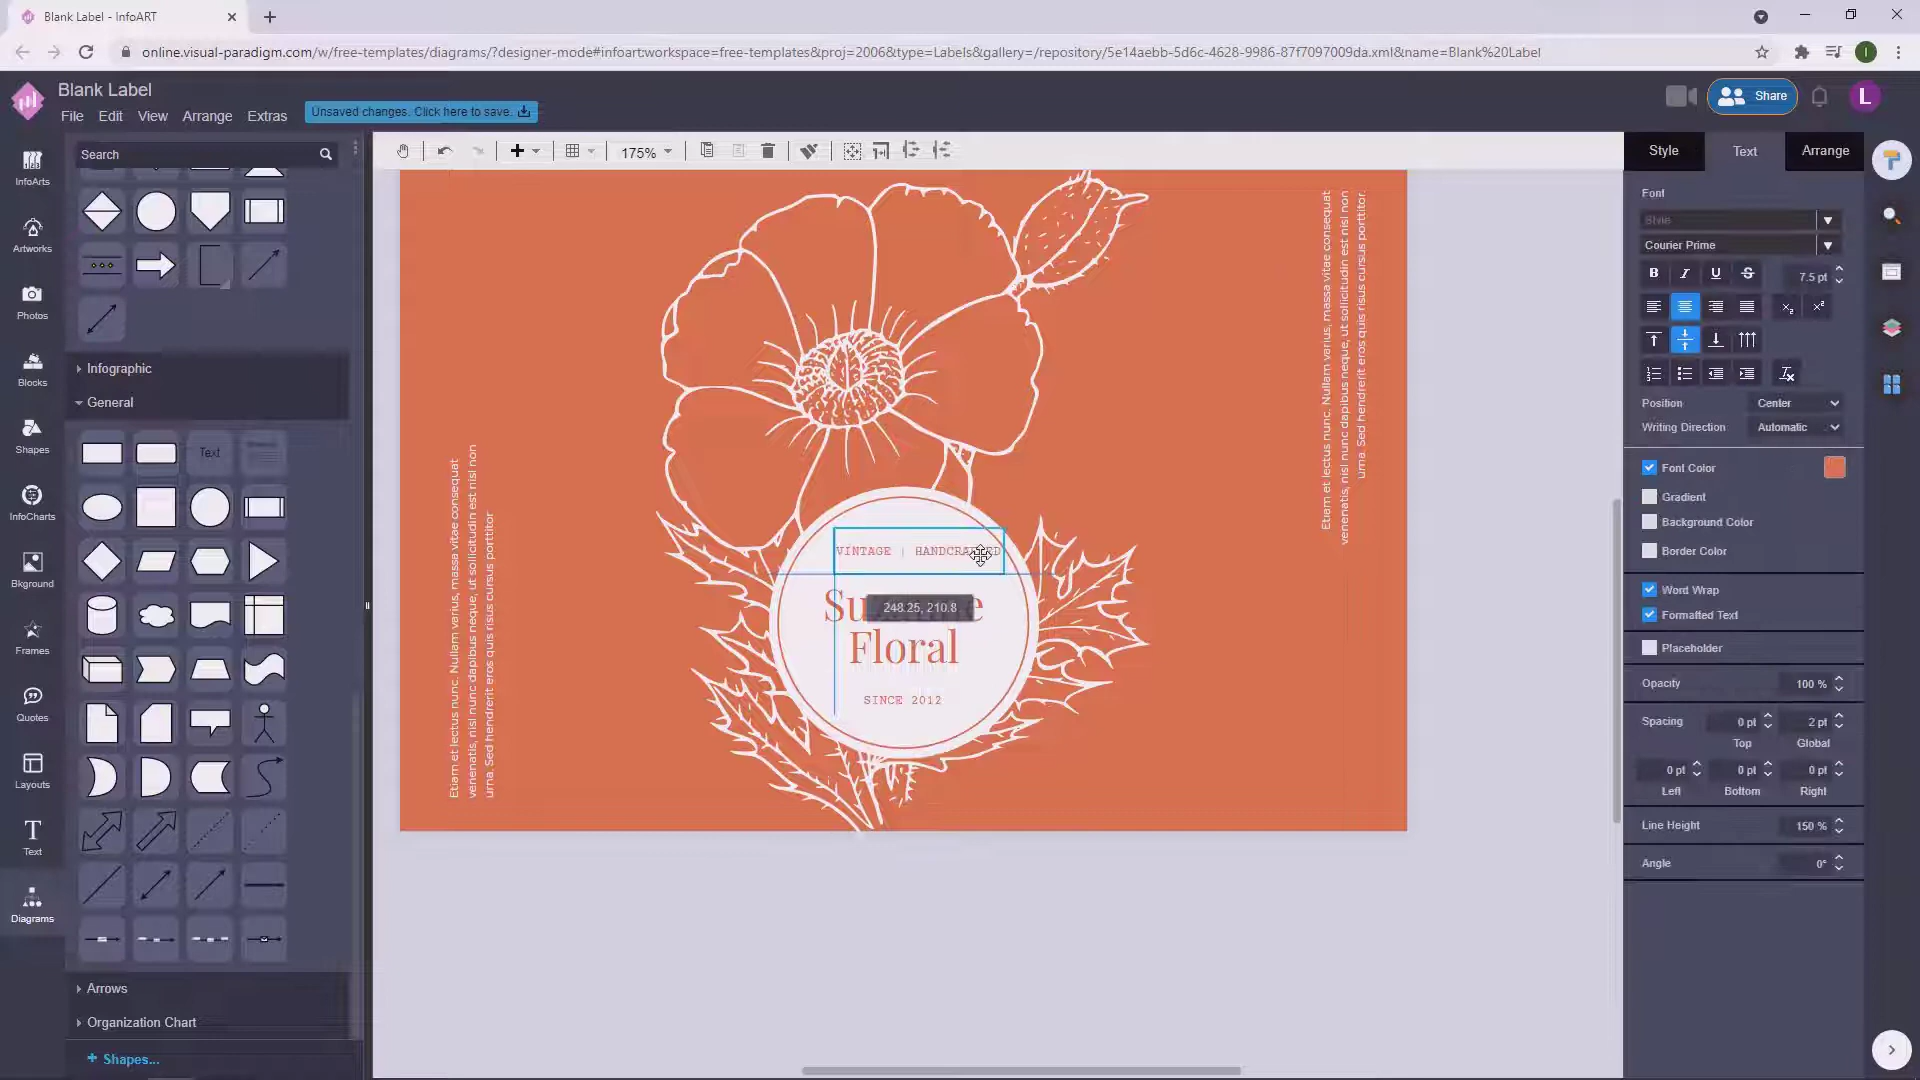 Blank Label - InfoART
online.visual-paradigm.com/w/free-templates/diagrams/?designer-mode#infoart:workspace=free-templates&proj=2006&type=Labels&gallery=/repository/5e14aebb-5d6c-4628-9986-87f7097009da.xml&name=Blank%20Label
Blank Label
File Edit View Arrange Extras
Unsaved changes. Click here to save.
Share
L
I
Search
175%
Style Text Arrange
InfoArts
Artworks
Photos
Blocks
Shapes
InfoCharts
Bkground
Frames
Quotes
Layouts
T
Text
Diagrams
Infographic
General
Text
Arrows
Organization Chart
+ Shapes...
Etiam et lectus nunc. Nullam varius, massa vitae consequat
venenatis, nisl nunc dapibus neque, ut sollicitudin est nisl non
urna. Sed hendrerit eros quis risus cursus porttitor
VINTAGE | HANDCRAFTED
248.25, 210.8
Floral
SINCE 2012
Etiam et lectus nunc. Nullam varius, massa vitae consequat
venenatis, nisl nunc dapibus neque, ut sollicitudin est nisl non
urna. Sed hendrerit eros quis risus cursus porttitor.
Font
Style
Courier Prime
B I U S 7.5 pt
Position Center
Writing Direction Automatic
Font Color
Gradient
Background Color
Border Color
Word Wrap
Formatted Text
Placeholder
Opacity 100 %
Spacing 0 pt 2 pt
Top Global
0 pt 0 pt 0 pt
Left Bottom Right
Line Height 150 %
Angle 0°